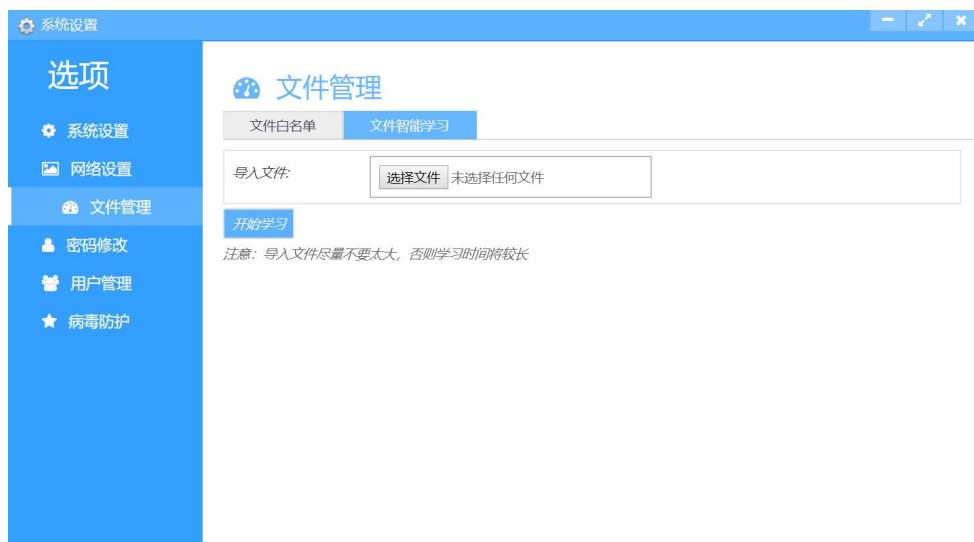 系统设置
选项
系统设置
网络设置
文件管理
密码修改
用户管理
病毒防护
文件管理
文件白名单 文件智能学习
导入文件: 选择文件 未选择任何文件
开始学习
注意：导入文件尽量不要太大，否则学习时间将较长